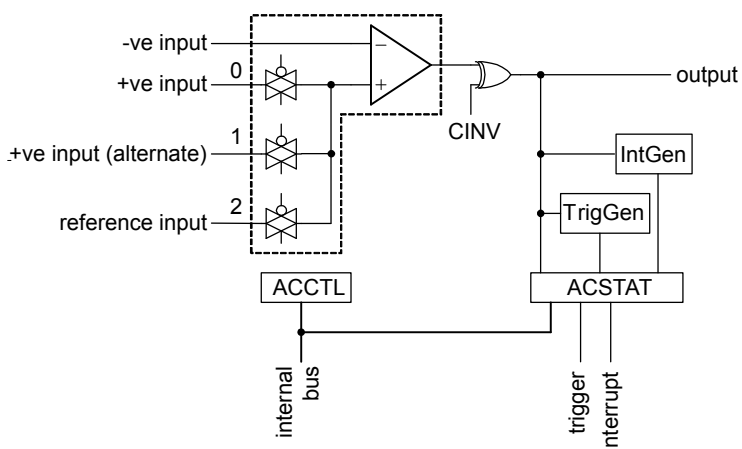 -ve input
−
+ve input
0
+
output
CINV
1
+ve input (alternate)
IntGen
2
reference input
TrigGen
ACCTL
ACSTAT
internal
bus
trigger
nterrupt